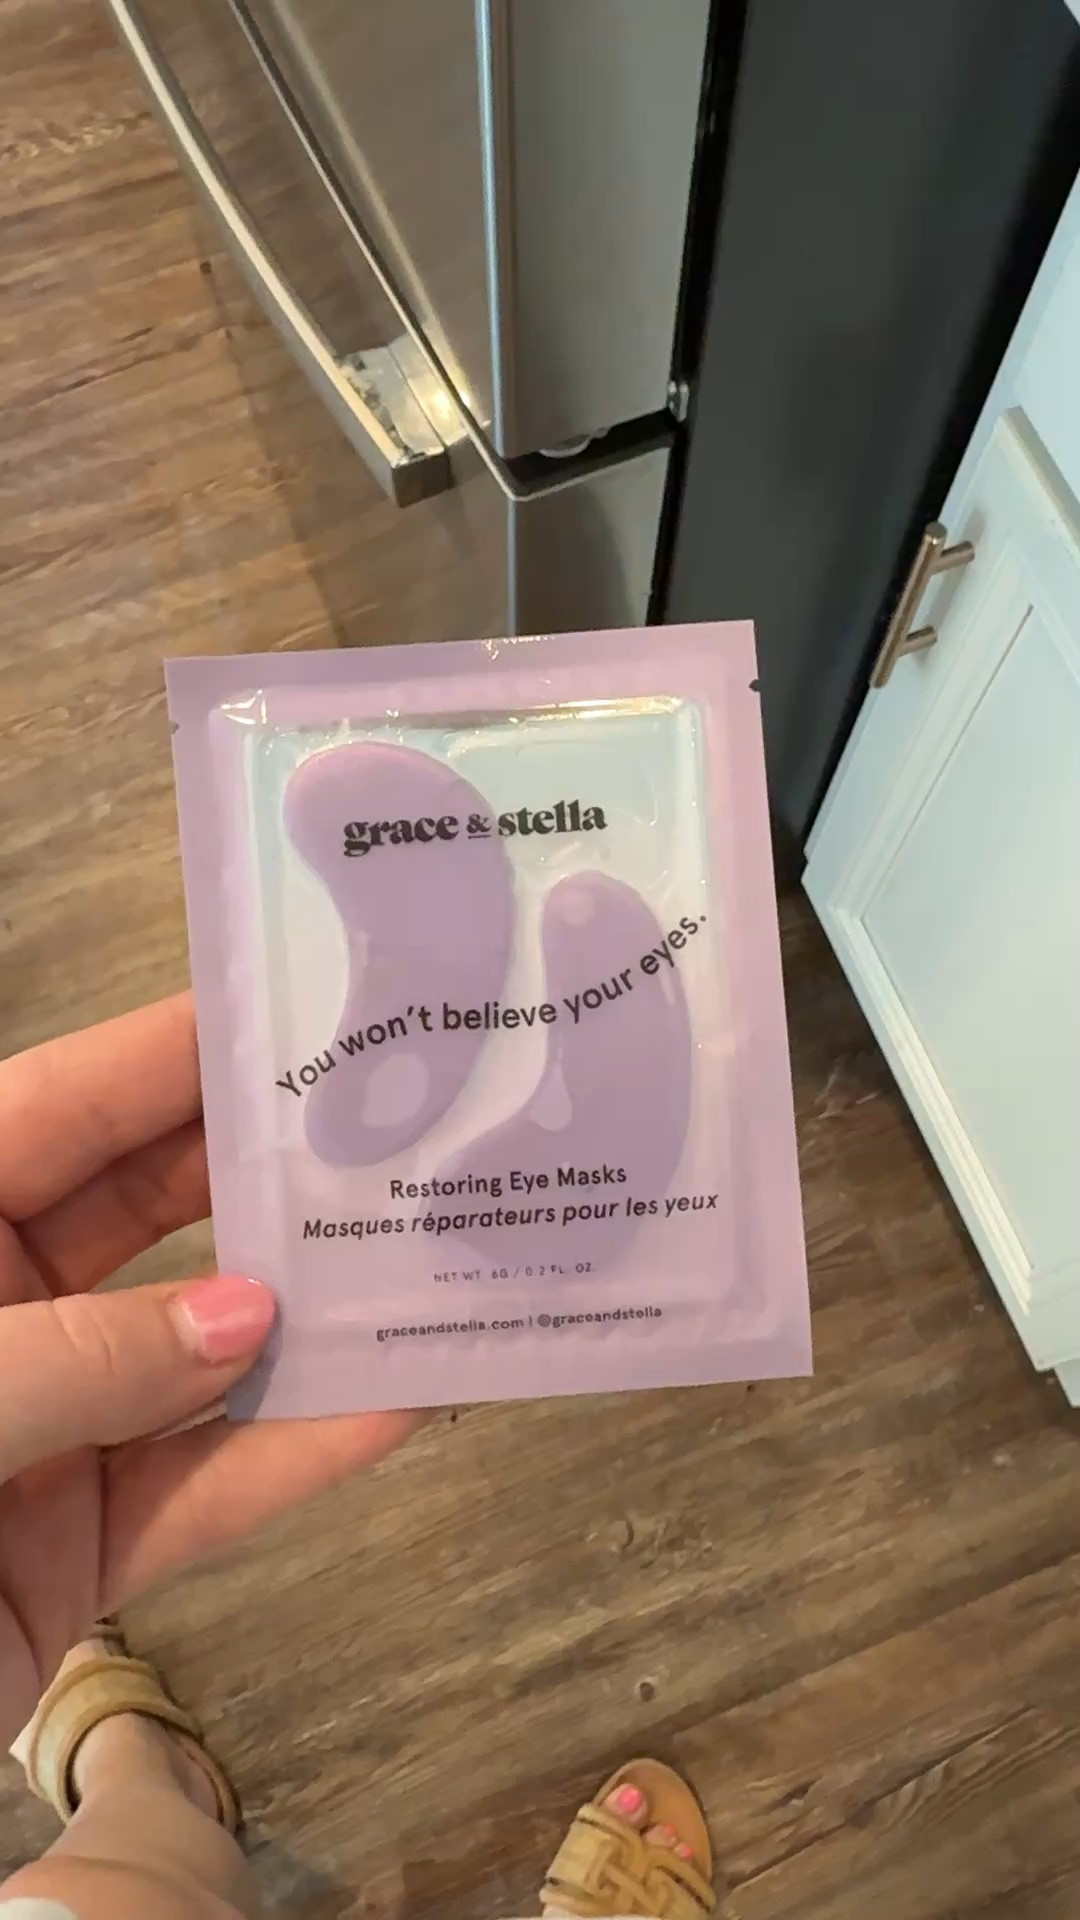 grace & stella
You won't believe your eyes.
Restoring Eye Masks
Masques réparateurs pour les yeux
NET WT. 6G / 0.2 FL. OZ.
graceandstella.com | @graceandstella